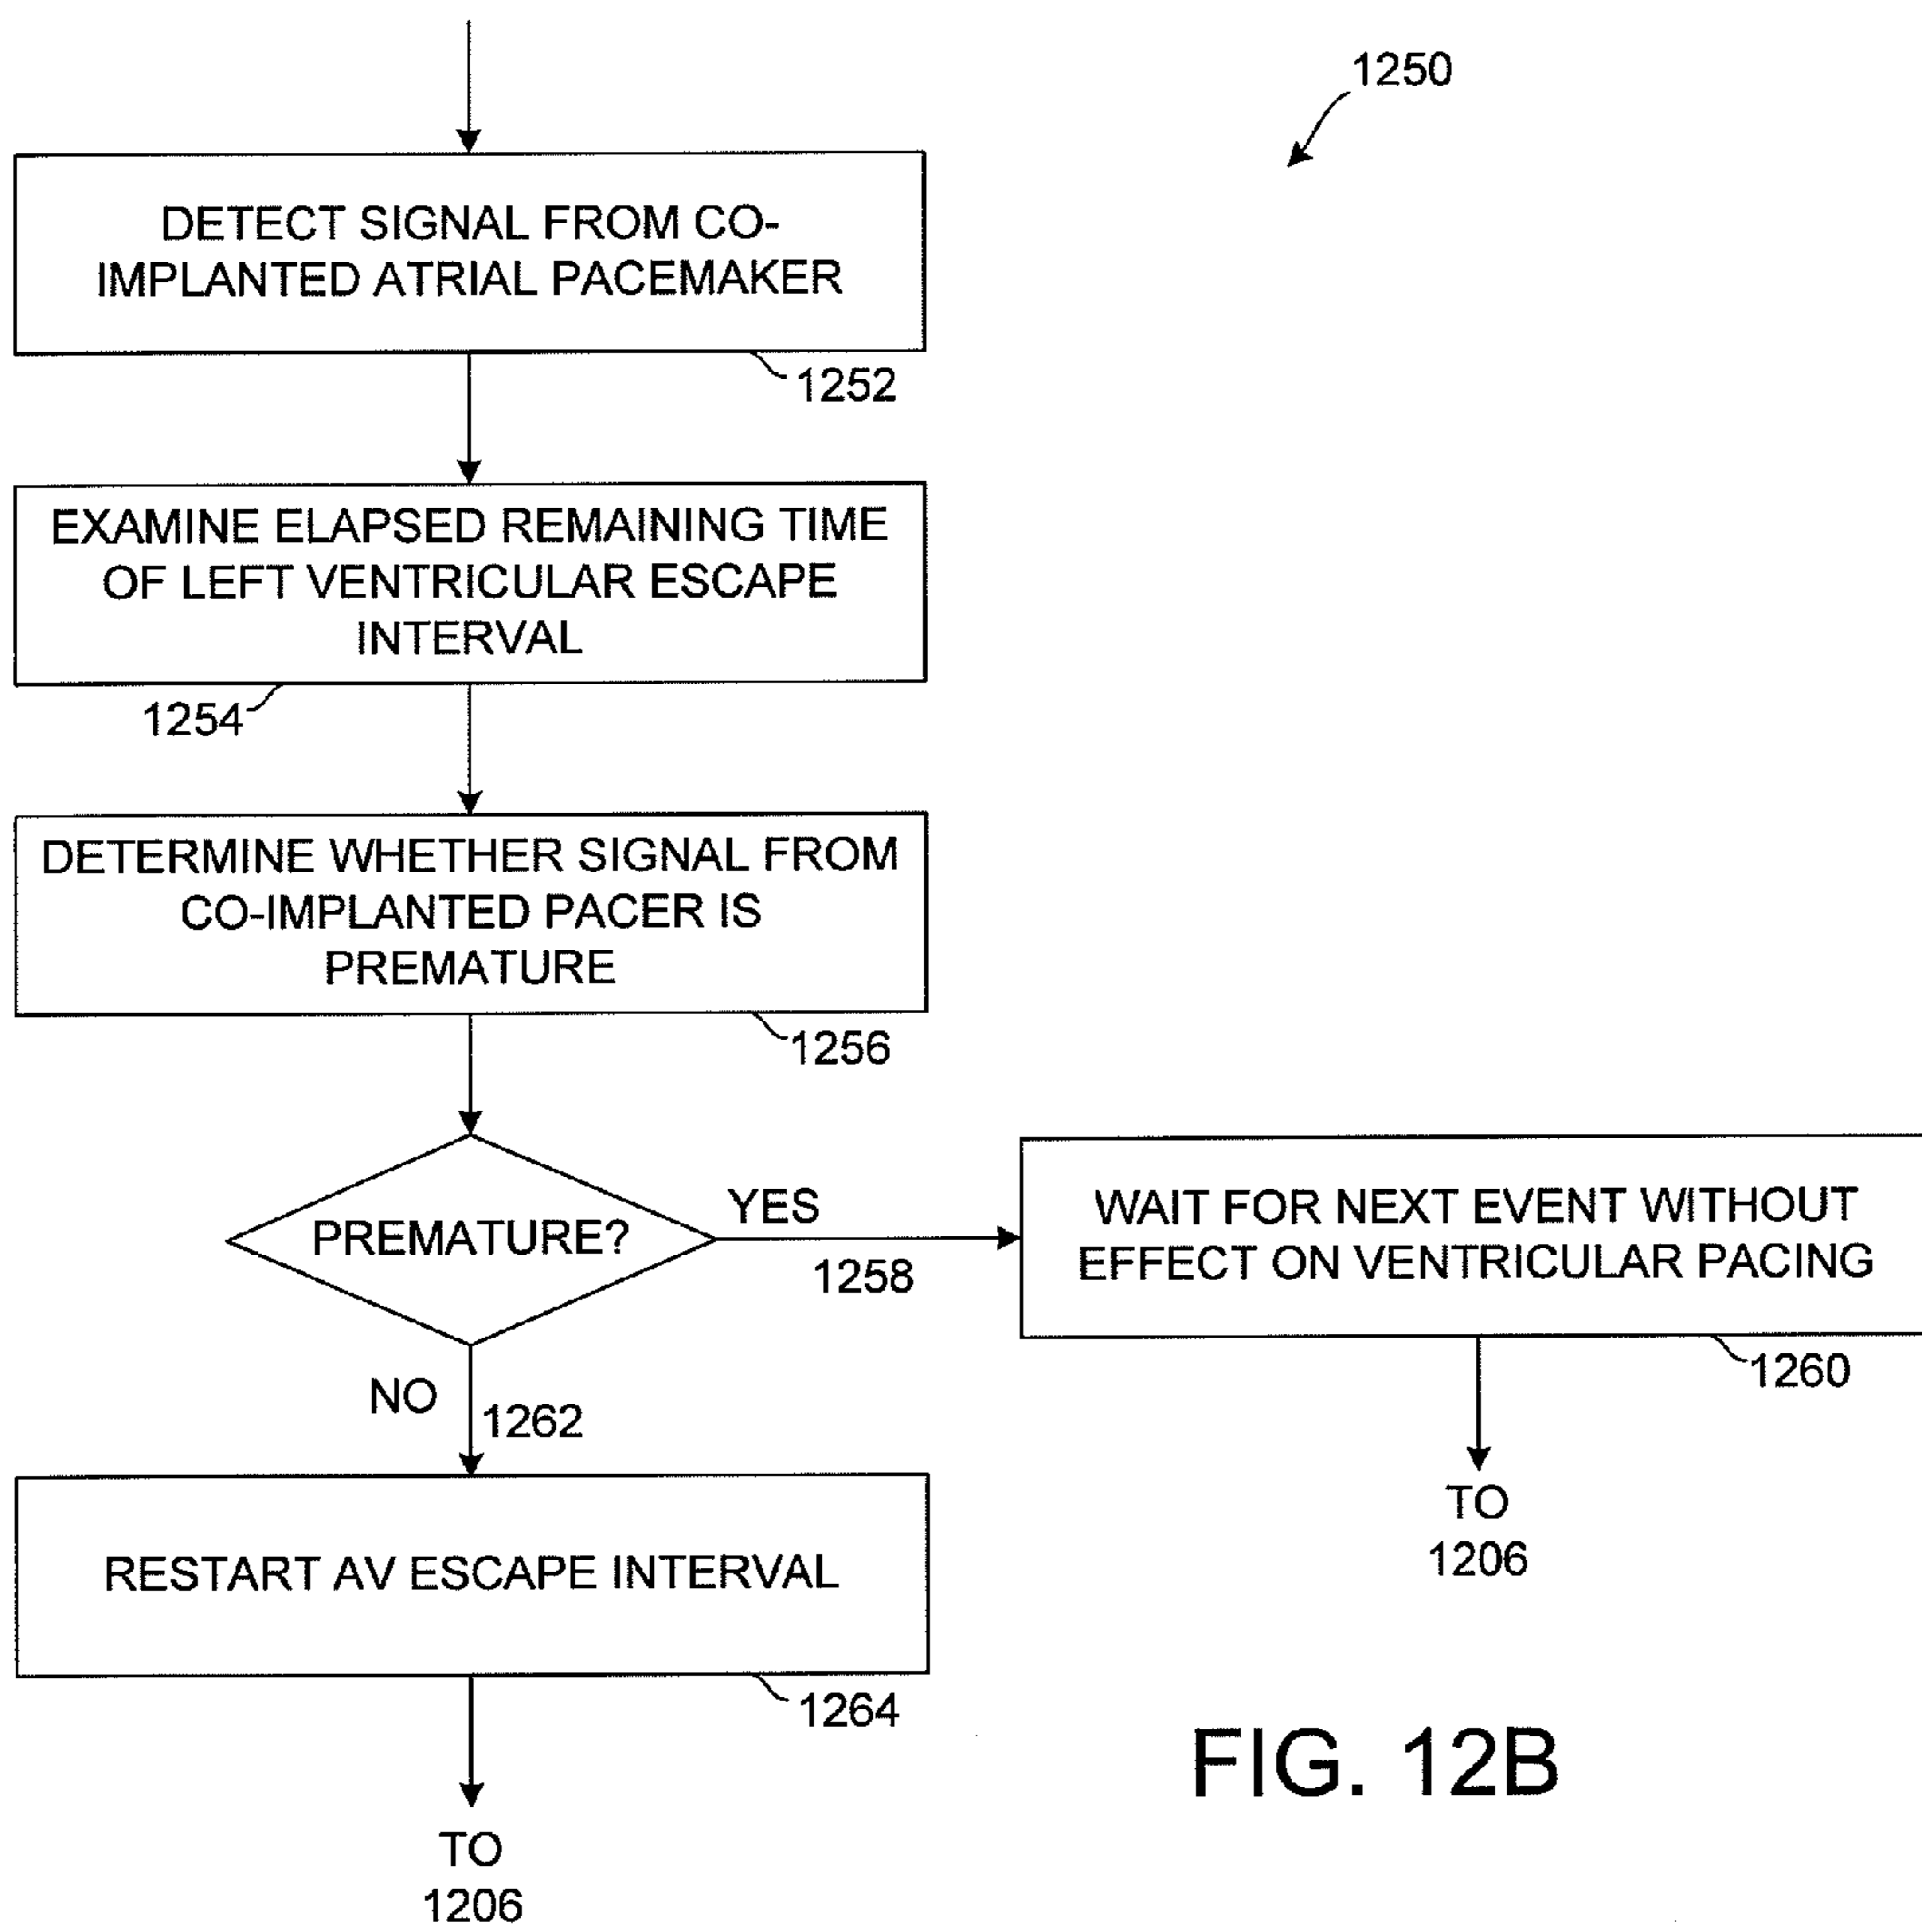 1250
DETECT SIGNAL FROM CO-
IMPLANTED ATRIAL PACEMAKER
1252
EXAMINE ELAPSED REMAINING TIME
OF LEFT VENTRICULAR ESCAPE
INTERVAL
1254
DETERMINE WHETHER SIGNAL FROM
CO-IMPLANTED PACER IS
PREMATURE
1256
PREMATURE?
YES
1258
WAIT FOR NEXT EVENT WITHOUT
EFFECT ON VENTRICULAR PACING
1260
TO
1206
NO
1262
RESTART AV ESCAPE INTERVAL
1264
TO
1206
FIG. 12B